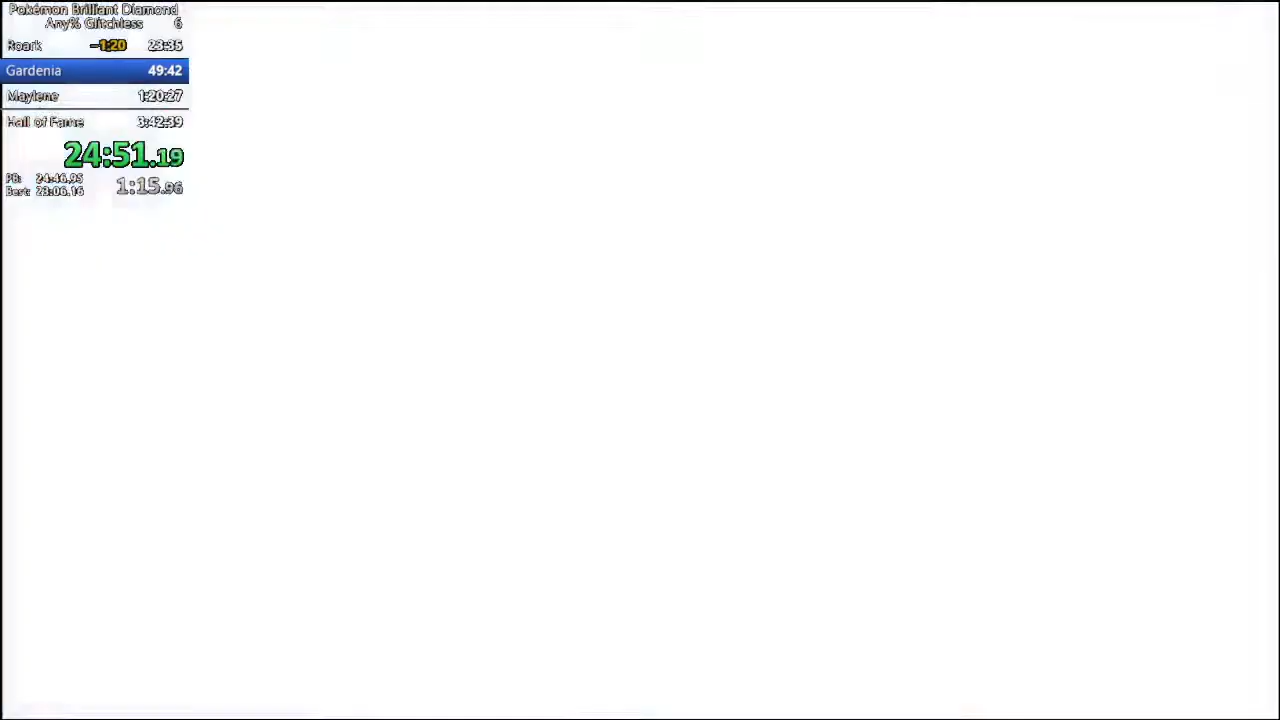 Pokémon Brilliant Diamond
Any% Glitchless 6
Roark −1:20 23:35
Gardenia 49:42
Maylene 1:20:27
Hall of Fame 3:42:39
24:51.19
PB: 24:46.95
Best: 23:06.16
1:15.96